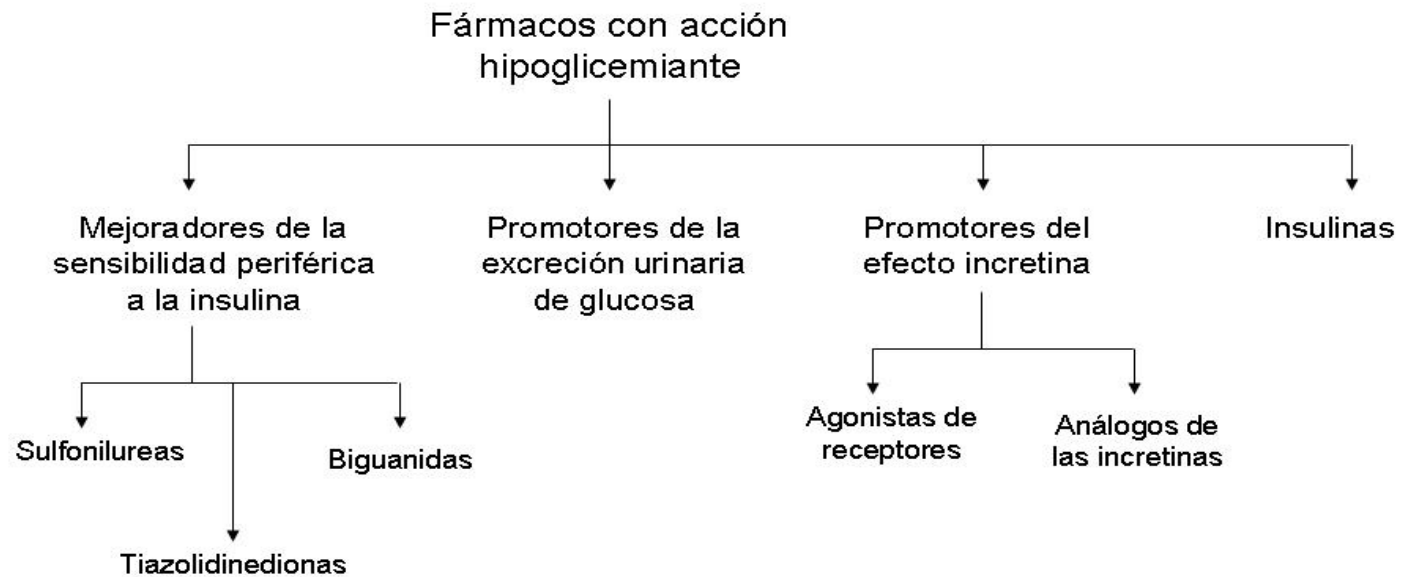 Fármacos con acción
hipoglicemiante
Mejoradores de la
sensibilidad periférica
a la insulina
Promotores de la
excreción urinaria
de glucosa
Promotores del
efecto incretina
Insulinas
Sulfonilureas
Tiazolidinedionas
Biguanidas
Agonistas de
receptores
Análogos de
las incretinas